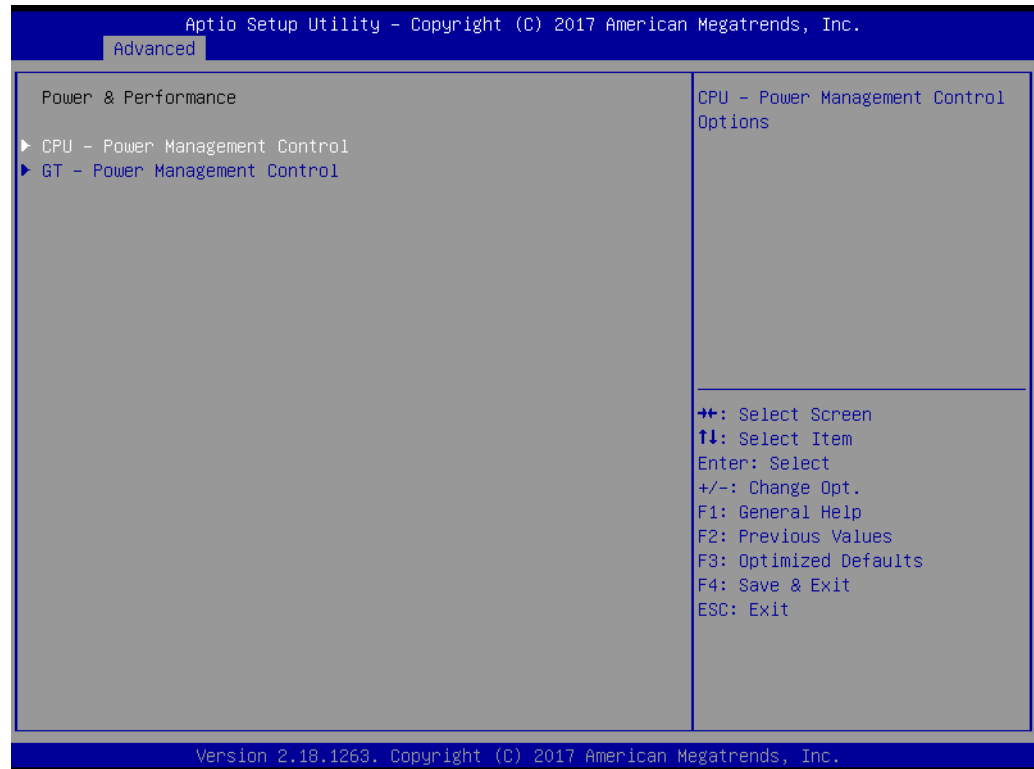 Aptio Setup Utility – Copyright (C) 2017 American Megatrends, Inc.
Advanced
Power & Performance
CPU – Power Management Control
GT – Power Management Control
CPU – Power Management Control
Options
→←: Select Screen
↑↓: Select Item
Enter: Select
+/-: Change Opt.
F1: General Help
F2: Previous Values
F3: Optimized Defaults
F4: Save & Exit
ESC: Exit
Version 2.18.1263. Copyright (C) 2017 American Megatrends, Inc.